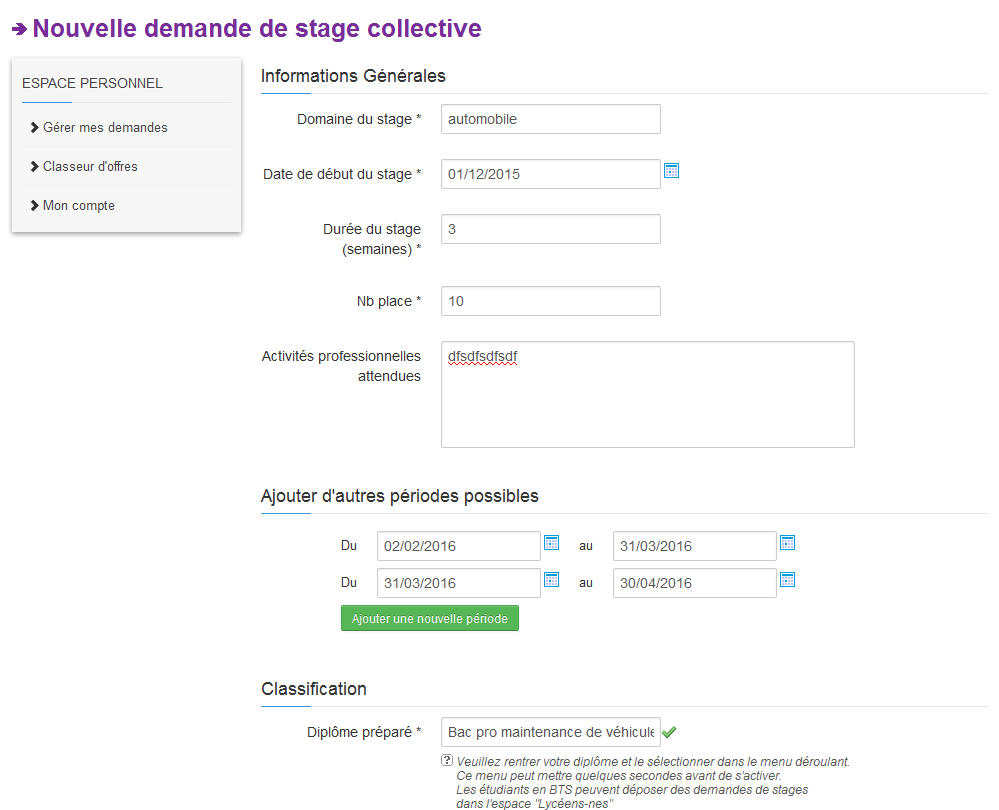 Nouvelle demande de stage collective
ESPACE PERSONNEL
Gérer mes demandes
Classeur d'offres
Mon compte
Informations Générales
Domaine du stage * automobile
Date de début du stage * 01/12/2015
Durée du stage (semaines) * 3
Nb place * 10
Activités professionnelles attendues dfsdfsdfsdf
Ajouter d'autres périodes possibles
Du 02/02/2016 au 31/03/2016
Du 31/03/2016 au 30/04/2016
Ajouter une nouvelle période
Classification
Diplôme préparé * Bac pro maintenance de véhicule
? Veuillez rentrer votre diplôme et le sélectionner dans le menu déroulant.
Ce menu peut mettre quelques secondes avant de s'activer.
Les étudiants en BTS peuvent déposer des demandes de stages
dans l'espace "Lycéens-nes"